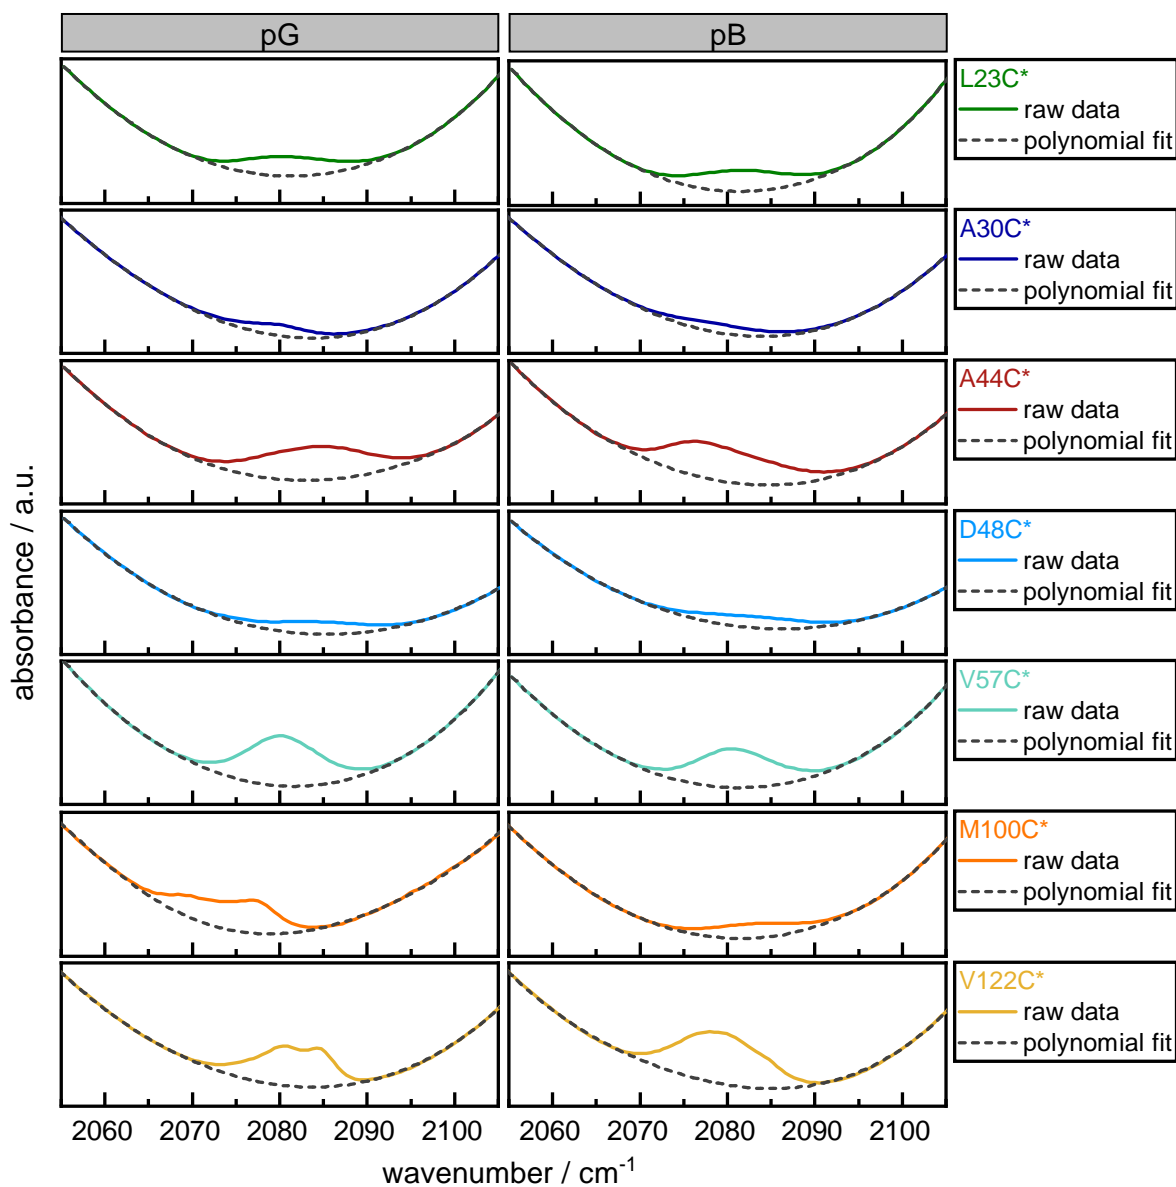 pG
pB
L23C*
raw data
polynomial fit
A30C*
raw data
polynomial fit
A44C*
raw data
polynomial fit
D48C*
raw data
polynomial fit
V57C*
raw data
polynomial fit
M100C*
raw data
polynomial fit
V122C*
raw data
polynomial fit
absorbance / a.u.
2060 2070 2080 2090 2100 2060 2070 2080 2090 2100
wavenumber / cm⁻¹